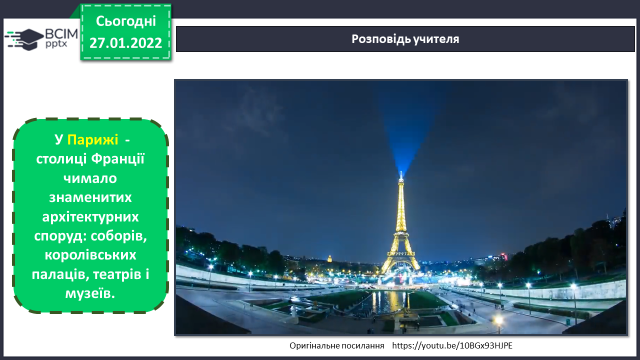 Сьогодні
27.01.2022
BCIM
pptx
Розповідь учителя
У Парижі -
столиці Франції
чимало
знаменитих
архітектурних
споруд: соборів,
королівських
палаців, театрів і
музеїв.
Оригінальне посилання https://youtu.be/10BGx93HJPE